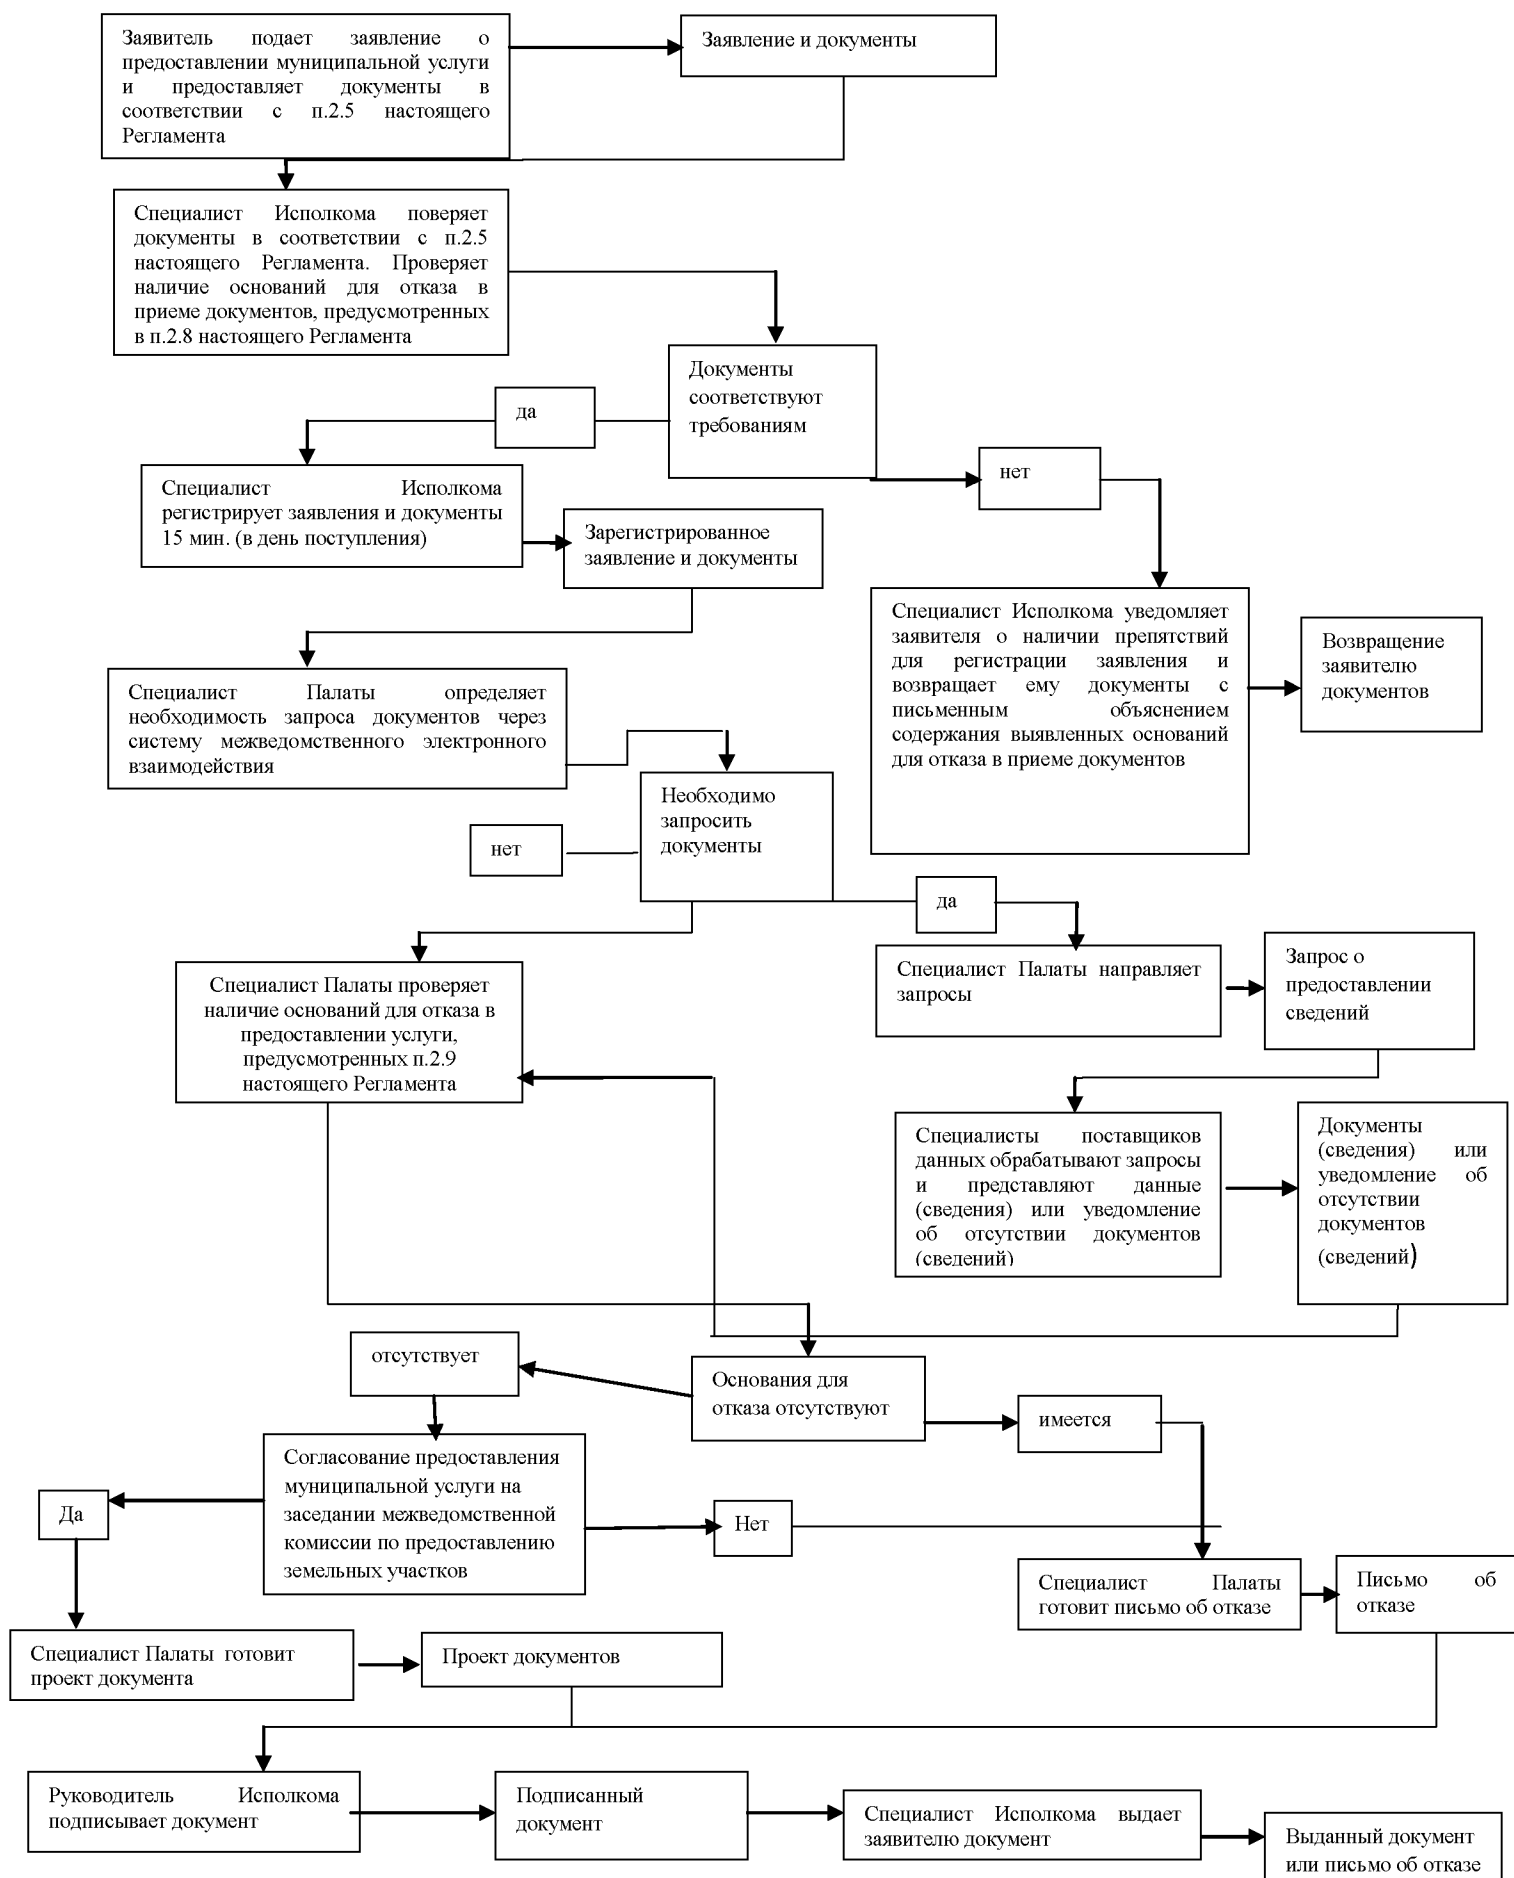 Заявитель подает заявление о
предоставлении муниципальной услуги
и предоставляет документы в
соответствии с п.2.5 настоящего
Регламента
Заявление и документы
Специалист Исполкома поверяет
документы в соответствии с п.2.5
настоящего Регламента. Проверяет
наличие оснований для отказа в
приеме документов, предусмотренных
в п.2.8 настоящего Регламента
Документы
соответствуют
требованиям
да
нет
Специалист Исполкома
регистрирует заявления и документы
15 мин. (в день поступления)
Зарегистрированное
заявление и документы
Специалист Исполкома уведомляет
заявителя о наличии препятствий
для регистрации заявления и
возвращает ему документы с
письменным объяснением
содержания выявленных оснований
для отказа в приеме документов
Возвращение
заявителю
документов
Специалист Палаты определяет
необходимость запроса документов через
систему межведомственного электронного
взаимодействия
Необходимо
запросить
документы
нет
да
Специалист Палаты направляет
запросы
Запрос о
предоставлении
сведений
Специалист Палаты проверяет
наличие оснований для отказа в
предоставлении услуги,
предусмотренных п.2.9
настоящего Регламента
Специалисты поставщиков
данных обрабатывают запросы
и представляют данные
(сведения) или уведомление
об отсутствии документов
(сведений)
Документы
(сведения) или
уведомление об
отсутствии
документов
(сведений)
отсутствует
Основания для
отказа отсутствуют
имеется
Согласование предоставления
муниципальной услуги на
заседании межведомственной
комиссии по предоставлению
земельных участков
Да
Нет
Специалист Палаты
готовит письмо об отказе
Письмо об
отказе
Специалист Палаты готовит
проект документа
Проект документов
Руководитель Исполкома
подписывает документ
Подписанный
документ
Специалист Исполкома выдает
заявителю документ
Выданный документ
или письмо об отказе